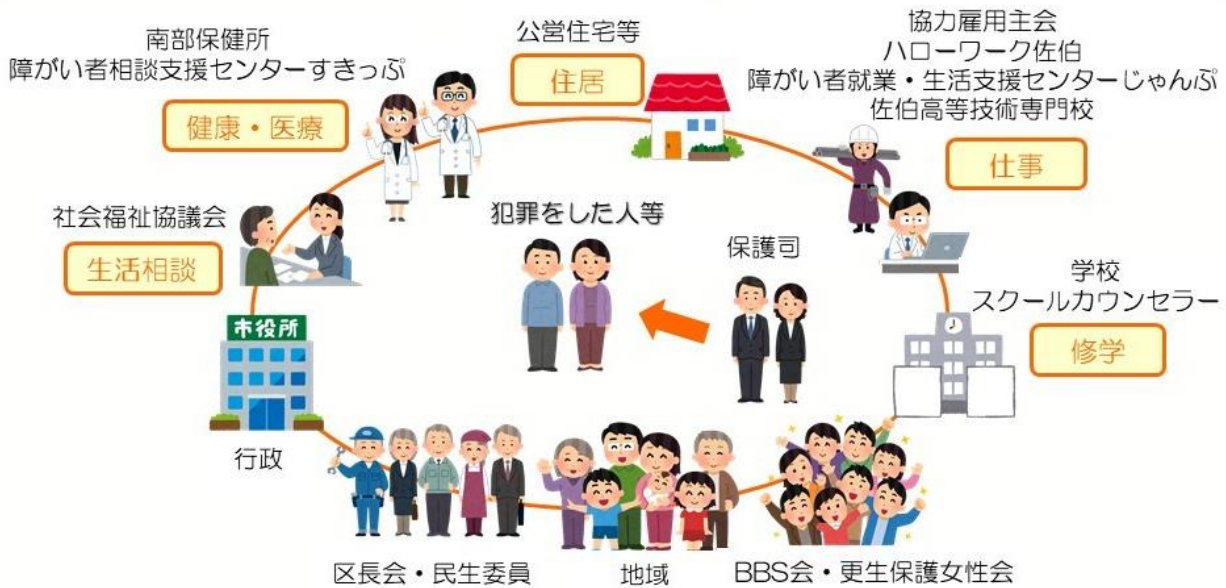 南部保健所
障がい者相談支援センターすきっぷ
健康・医療
公営住宅等
住居
協力雇用主会
ハローワーク佐伯
障がい者就業・生活支援センターじゃんぷ
佐伯高等技術専門校
仕事
社会福祉協議会
生活相談
犯罪をした人等
保護司
学校
スクールカウンセラー
修学
市役所
行政
区長会・民生委員
地域
BBS会・更生保護女性会